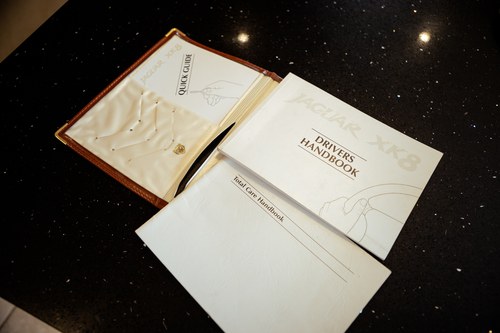 JAGUAR XK8
QUICK GUIDE
JAGUAR XK8
DRIVERS
HANDBOOK
Total Care Handbook